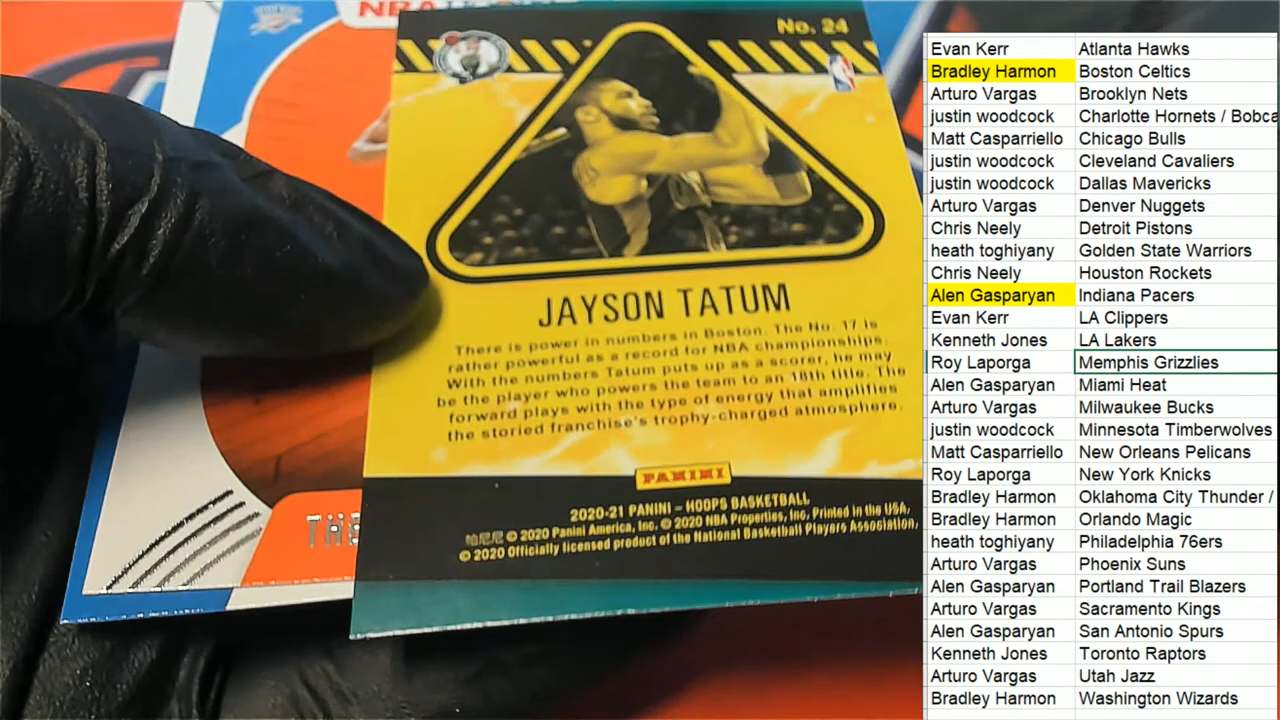 NBA
No. 24
JAYSON TATUM
There is power in numbers in Boston. The No. 17 is
rather powerful as a record for NBA championships.
With the numbers Tatum puts up as a scorer, he may
be the player who powers the team to an 18th title. The
forward plays with the type of energy that amplifies
the storied franchise's trophy-charged atmosphere.
PANINI
2020-21 PANINI – HOOPS BASKETBALL
© 2020 Panini America, Inc. © 2020 NBA Properties, Inc. Printed in the USA.
© 2020 Officially licensed product of the National Basketball Players Association,
THE
Evan Kerr Atlanta Hawks
Bradley Harmon Boston Celtics
Arturo Vargas Brooklyn Nets
justin woodcock Charlotte Hornets / Bobca
Matt Casparriello Chicago Bulls
justin woodcock Cleveland Cavaliers
justin woodcock Dallas Mavericks
Arturo Vargas Denver Nuggets
Chris Neely Detroit Pistons
heath toghiyany Golden State Warriors
Chris Neely Houston Rockets
Alen Gasparyan Indiana Pacers
Evan Kerr LA Clippers
Kenneth Jones LA Lakers
Roy Laporga Memphis Grizzlies
Alen Gasparyan Miami Heat
Arturo Vargas Milwaukee Bucks
justin woodcock Minnesota Timberwolves
Matt Casparriello New Orleans Pelicans
Roy Laporga New York Knicks
Bradley Harmon Oklahoma City Thunder /
Bradley Harmon Orlando Magic
heath toghiyany Philadelphia 76ers
Arturo Vargas Phoenix Suns
Alen Gasparyan Portland Trail Blazers
Arturo Vargas Sacramento Kings
Alen Gasparyan San Antonio Spurs
Kenneth Jones Toronto Raptors
Arturo Vargas Utah Jazz
Bradley Harmon Washington Wizards